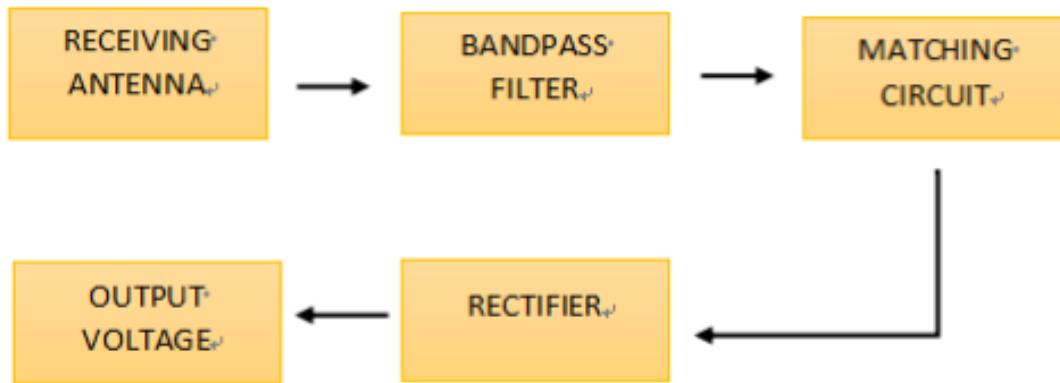 RECEIVING
ANTENNA
BANDPASS
FILTER
MATCHING
CIRCUIT
RECTIFIER
OUTPUT
VOLTAGE